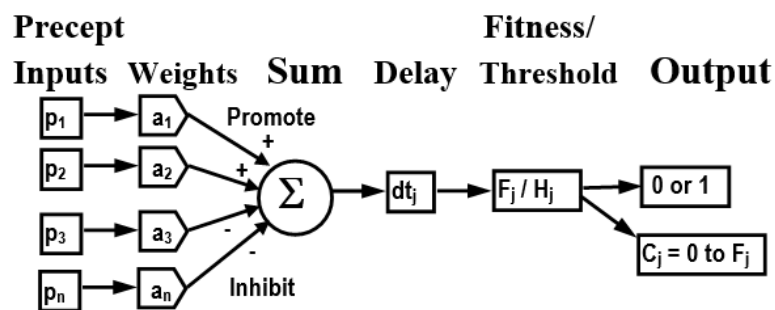 Precept Fitness/
Inputs Weights Sum Delay Threshold Output
p1 a1 Promote
+
p2 a2 + Σ dtj Fj / Hj 0 or 1
p3 a3 -
- Cj = 0 to Fj
pn an Inhibit